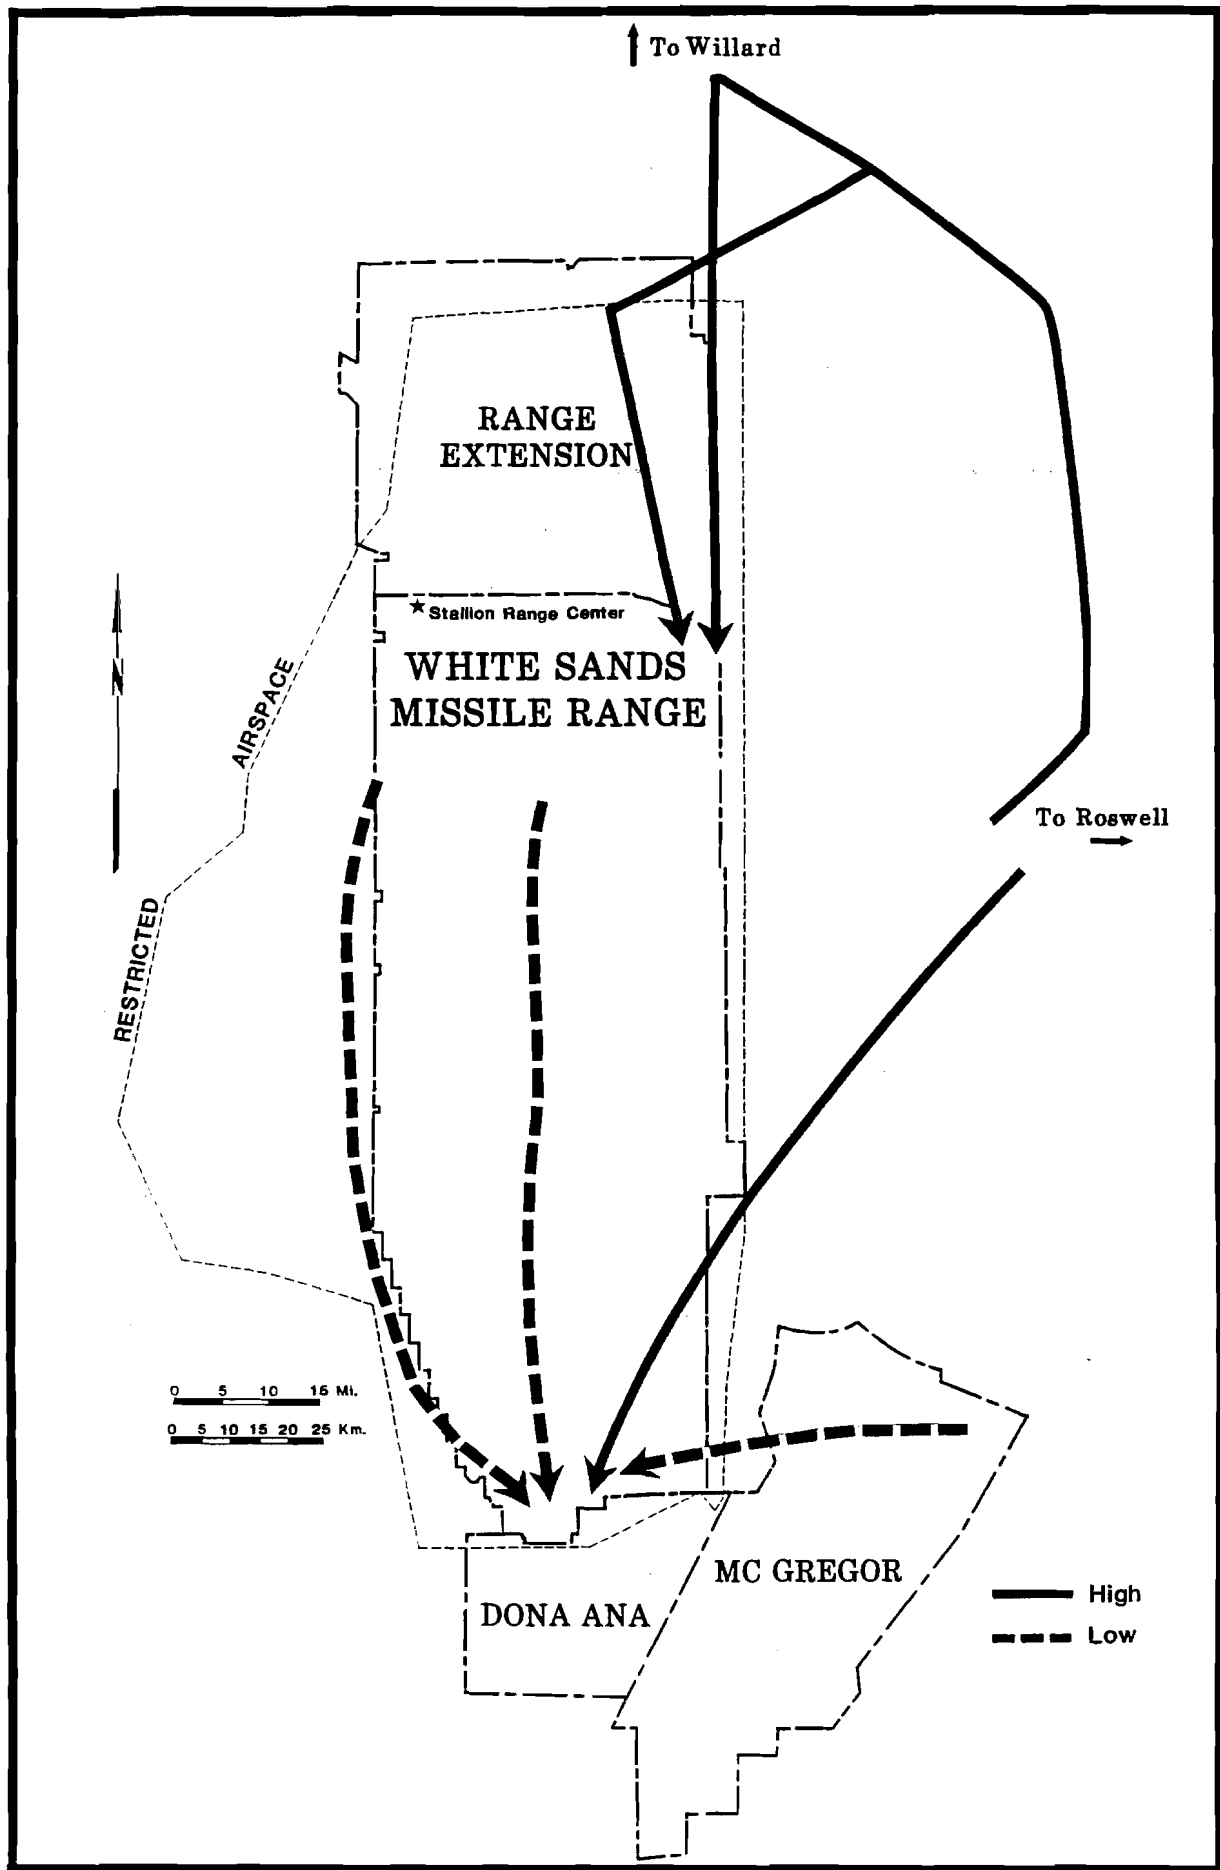 To Willard
RANGE
EXTENSION
Stallion Range Center
WHITE SANDS
MISSILE RANGE
N
AIRSPACE
To Roswell
RESTRICTED
0 5 10 15 Mi.
0 5 10 15 20 25 Km.
MC GREGOR
DONA ANA
High
Low